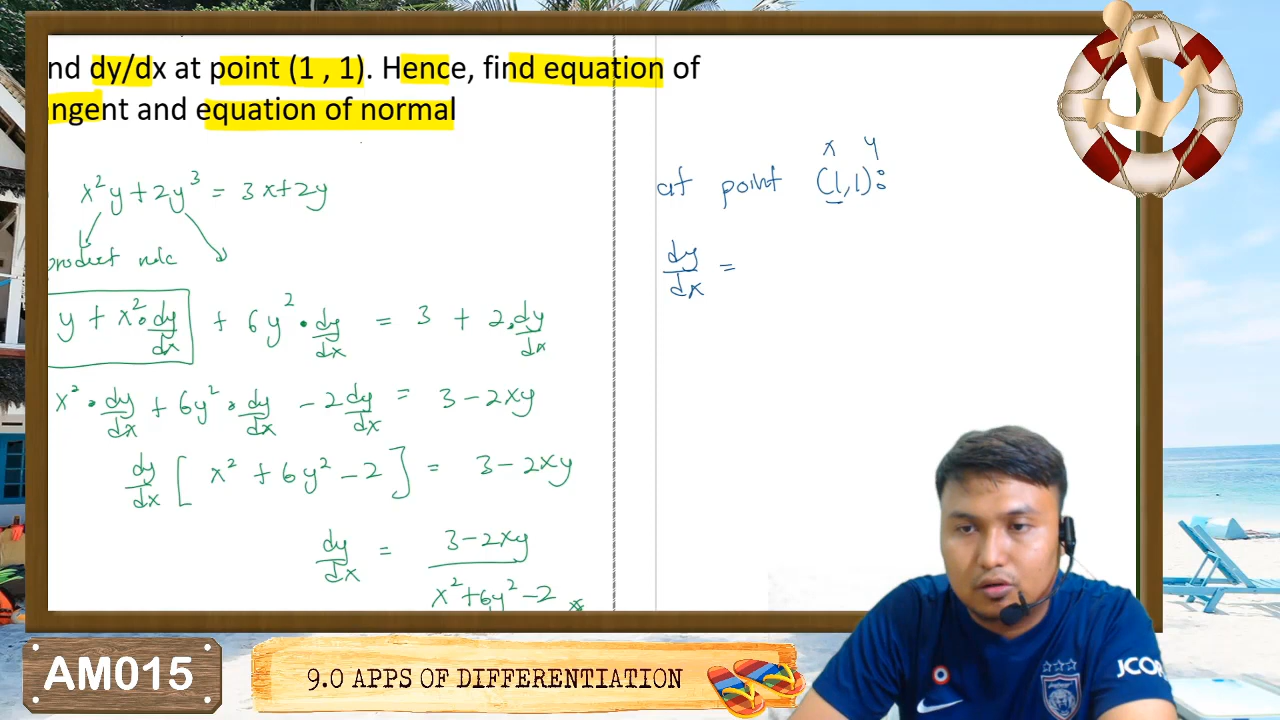 nd dy/dx at point (1 , 1). Hence, find equation of
ngent and equation of normal
x²y + 2y³ = 3x+2y
product rule
y + x²·dy/dx + 6y²·dy/dx = 3 + 2·dy/dx
x²·dy/dx + 6y²·dy/dx - 2dy/dx = 3 - 2xy
dy/dx [x² + 6y² - 2] = 3 - 2xy
dy/dx = 3-2xy / x²+6y²-2
x y
at point (1,1):
dy/dx =
JCOR
AM015
9.0 APPS OF DIFFERENTIATION